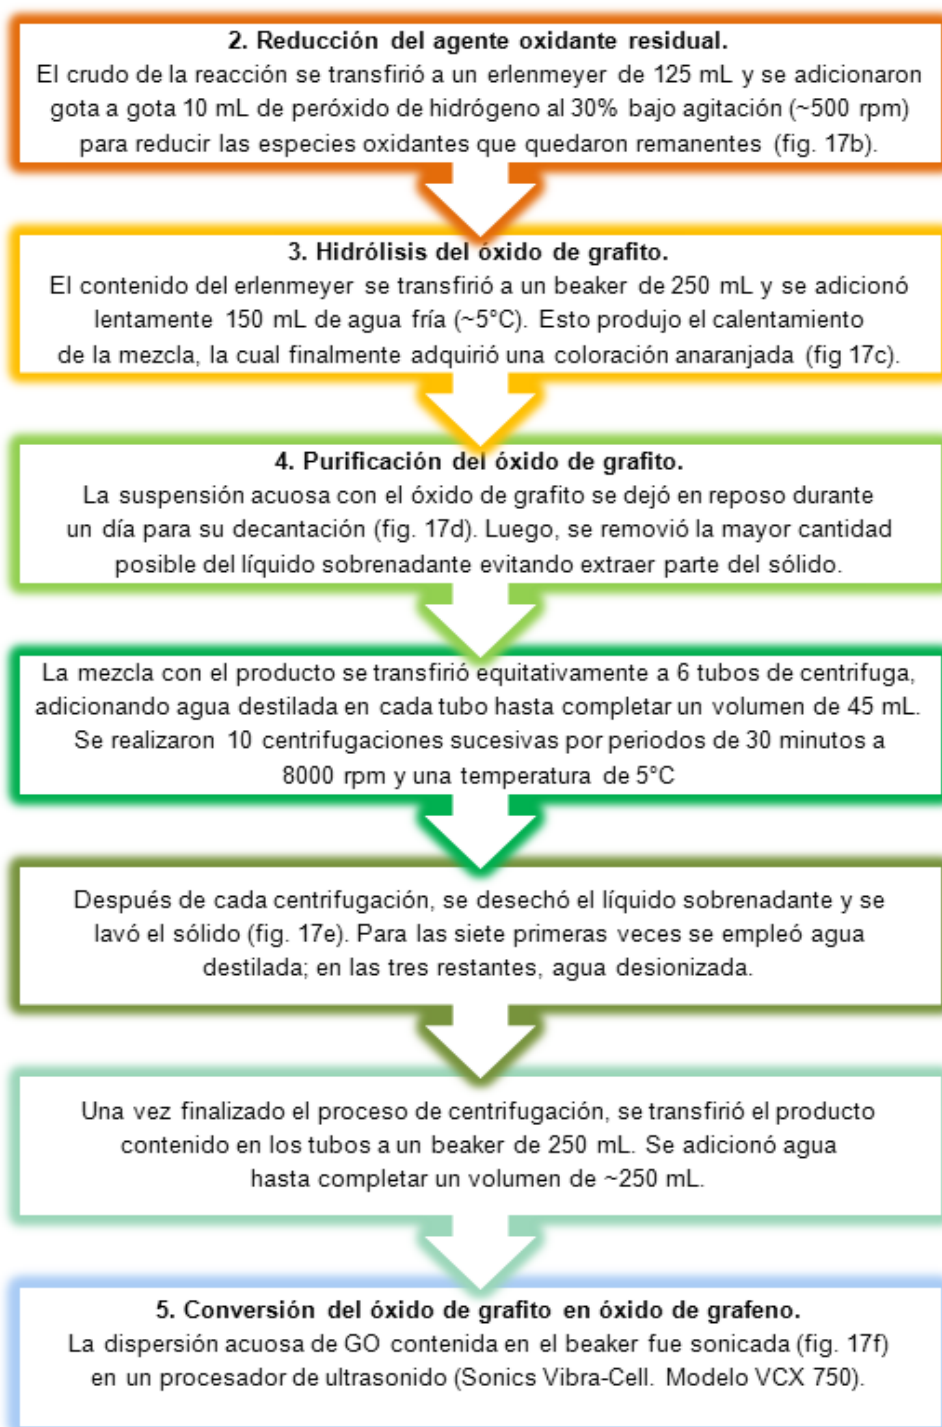 2. Reducción del agente oxidante residual.
El crudo de la reacción se transfirió a un erlenmeyer de 125 mL y se adicionaron
gota a gota 10 mL de peróxido de hidrógeno al 30% bajo agitación (~500 rpm)
para reducir las especies oxidantes que quedaron remanentes (fig. 17b).
3. Hidrólisis del óxido de grafito.
El contenido del erlenmeyer se transfirió a un beaker de 250 mL y se adicionó
lentamente 150 mL de agua fría (~5°C). Esto produjo el calentamiento
de la mezcla, la cual finalmente adquirió una coloración anaranjada (fig 17c).
4. Purificación del óxido de grafito.
La suspensión acuosa con el óxido de grafito se dejó en reposo durante
un día para su decantación (fig. 17d). Luego, se removió la mayor cantidad
posible del líquido sobrenadante evitando extraer parte del sólido.
La mezcla con el producto se transfirió equitativamente a 6 tubos de centrifuga,
adicionando agua destilada en cada tubo hasta completar un volumen de 45 mL.
Se realizaron 10 centrifugaciones sucesivas por periodos de 30 minutos a
8000 rpm y una temperatura de 5°C
Después de cada centrifugación, se desechó el líquido sobrenadante y se
lavó el sólido (fig. 17e). Para las siete primeras veces se empleó agua
destilada; en las tres restantes, agua desionizada.
Una vez finalizado el proceso de centrifugación, se transfirió el producto
contenido en los tubos a un beaker de 250 mL. Se adicionó agua
hasta completar un volumen de ~250 mL.
5. Conversión del óxido de grafito en óxido de grafeno.
La dispersión acuosa de GO contenida en el beaker fue sonicada (fig. 17f)
en un procesador de ultrasonido (Sonics Vibra-Cell. Modelo VCX 750).